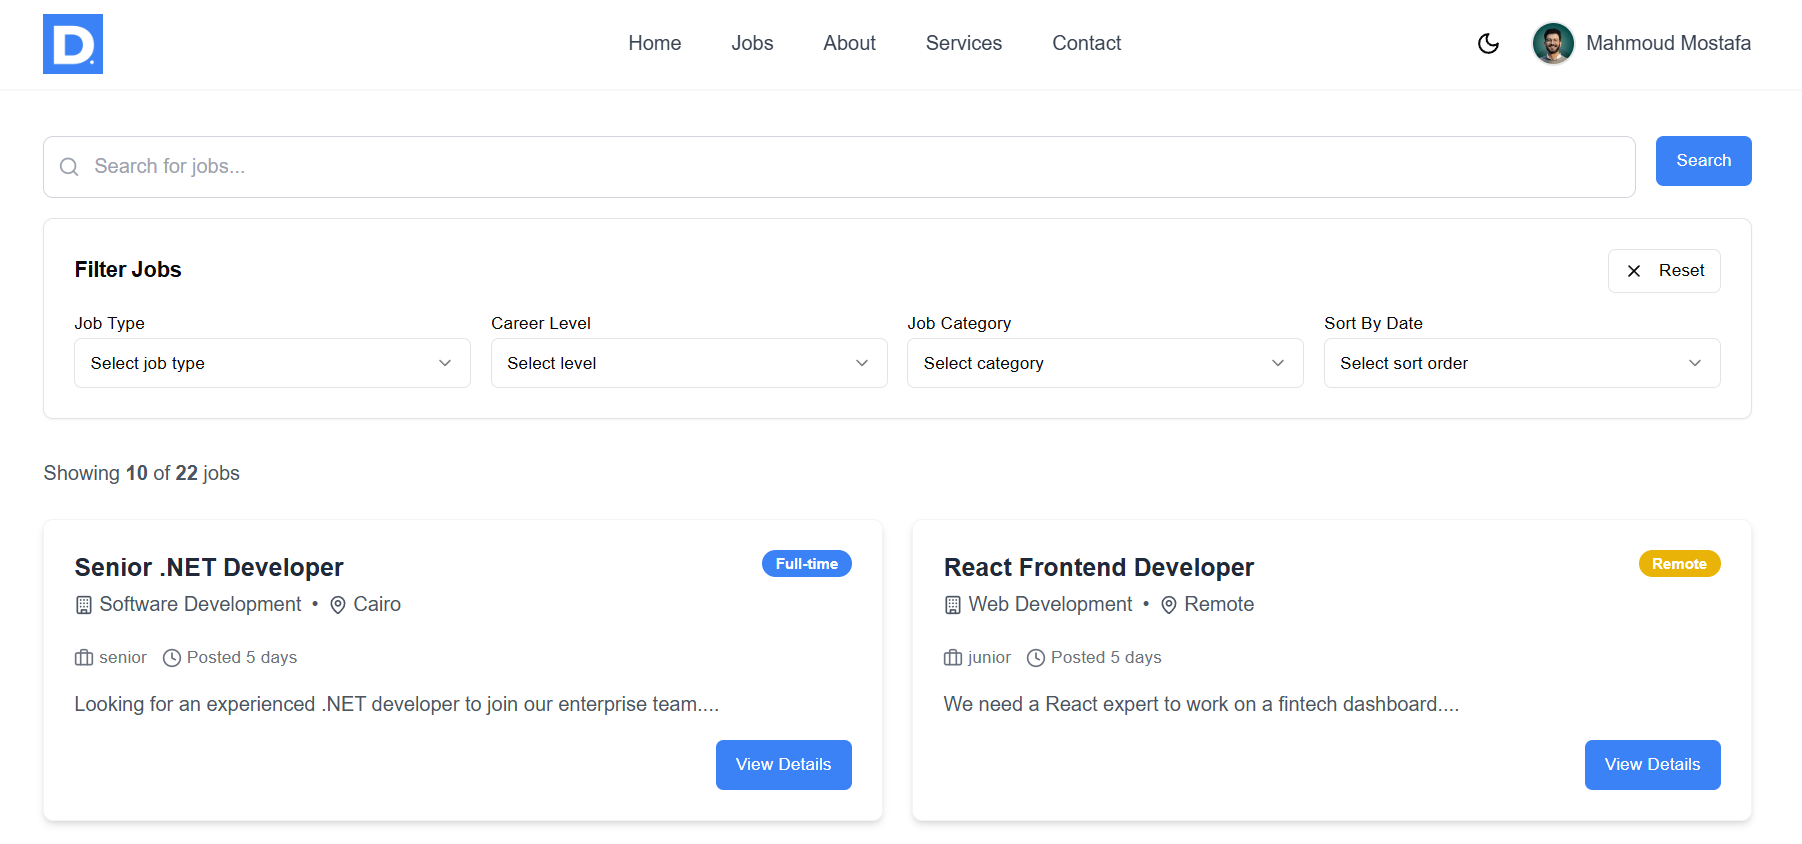 D.
Home Jobs About Services Contact Mahmoud Mostafa
Search for jobs... Search
Filter Jobs Reset
Job Type Career Level Job Category Sort By Date
Select job type Select level Select category Select sort order
Showing 10 of 22 jobs
Senior .NET Developer Full-time
Software Development • Cairo
senior Posted 5 days
Looking for an experienced .NET developer to join our enterprise team....
View Details
React Frontend Developer Remote
Web Development • Remote
junior Posted 5 days
We need a React expert to work on a fintech dashboard....
View Details